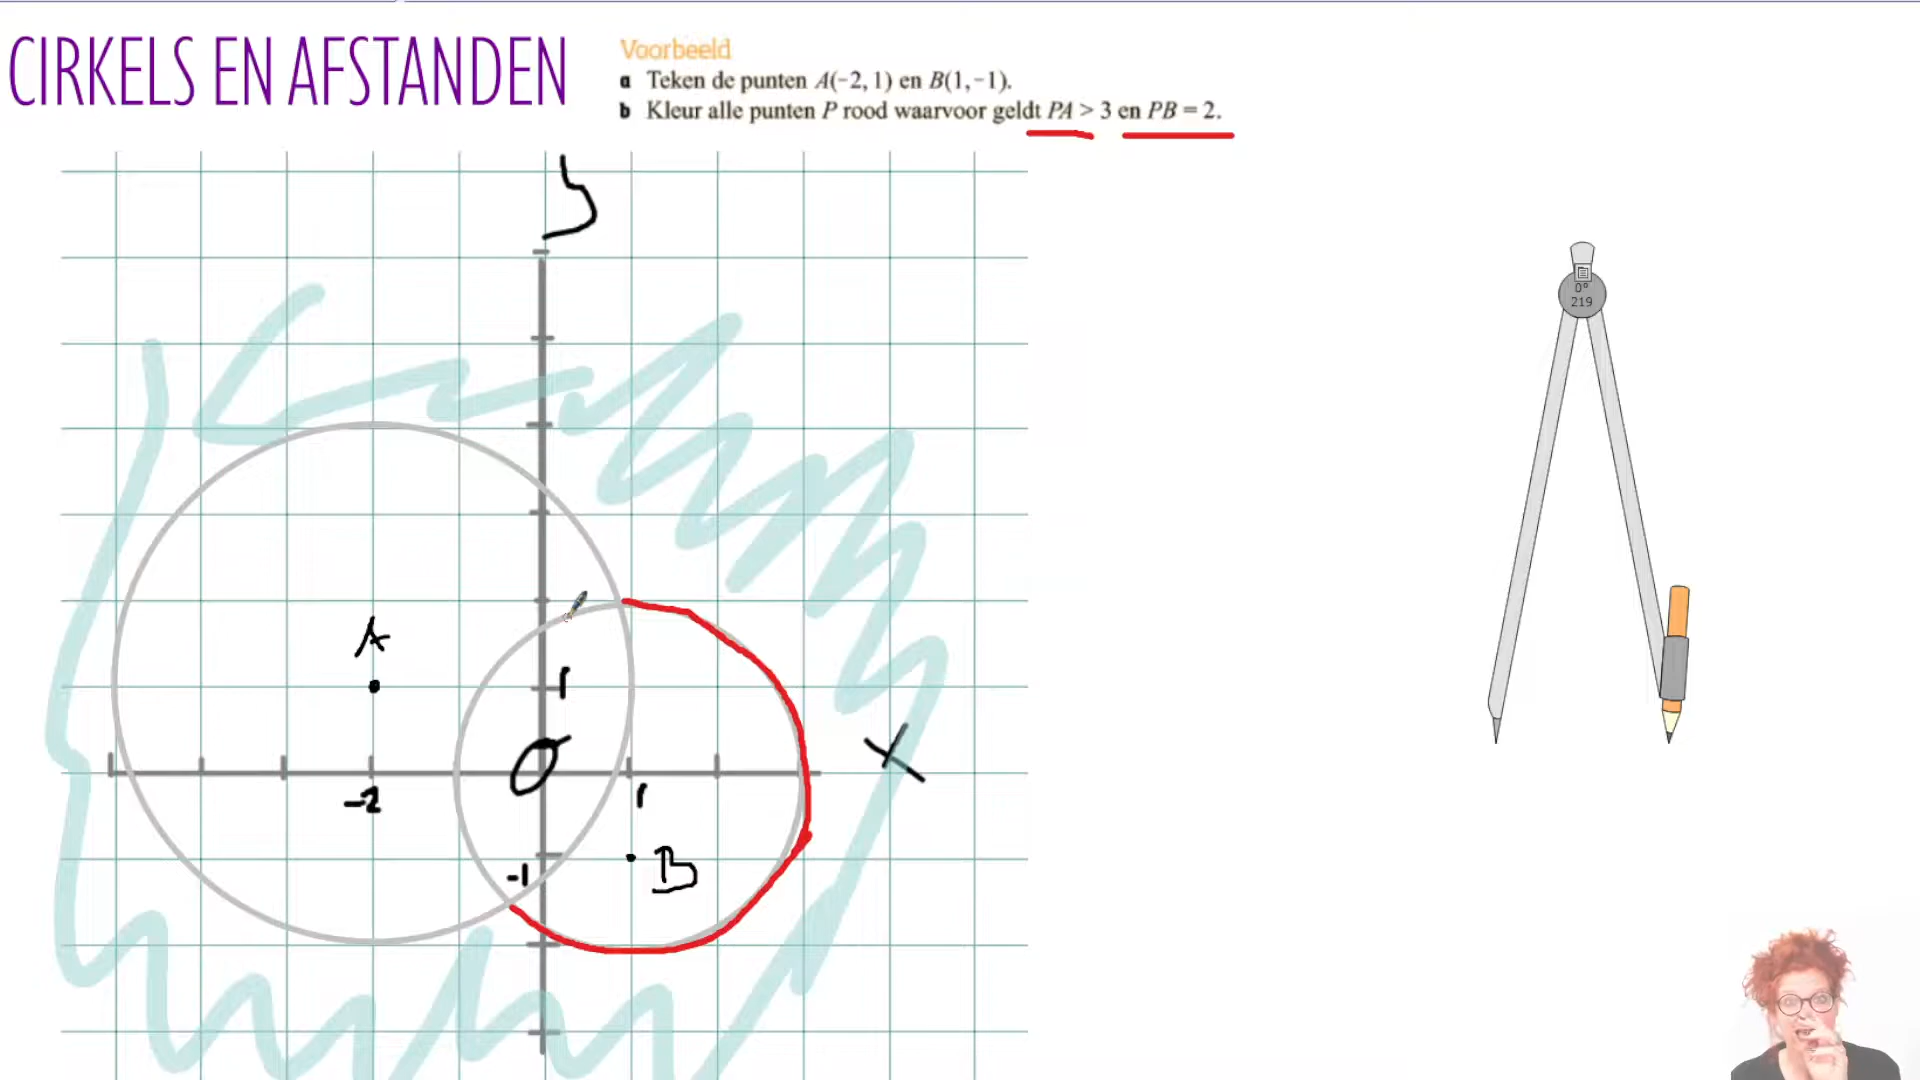 CIRKELS EN AFSTANDEN
Voorbeeld
a Teken de punten A(−2, 1) en B(1, −1).
b Kleur alle punten P rood waarvoor geldt PA > 3 en PB = 2.
y
0°
219
A
1
O
X
-2
1
-1
B